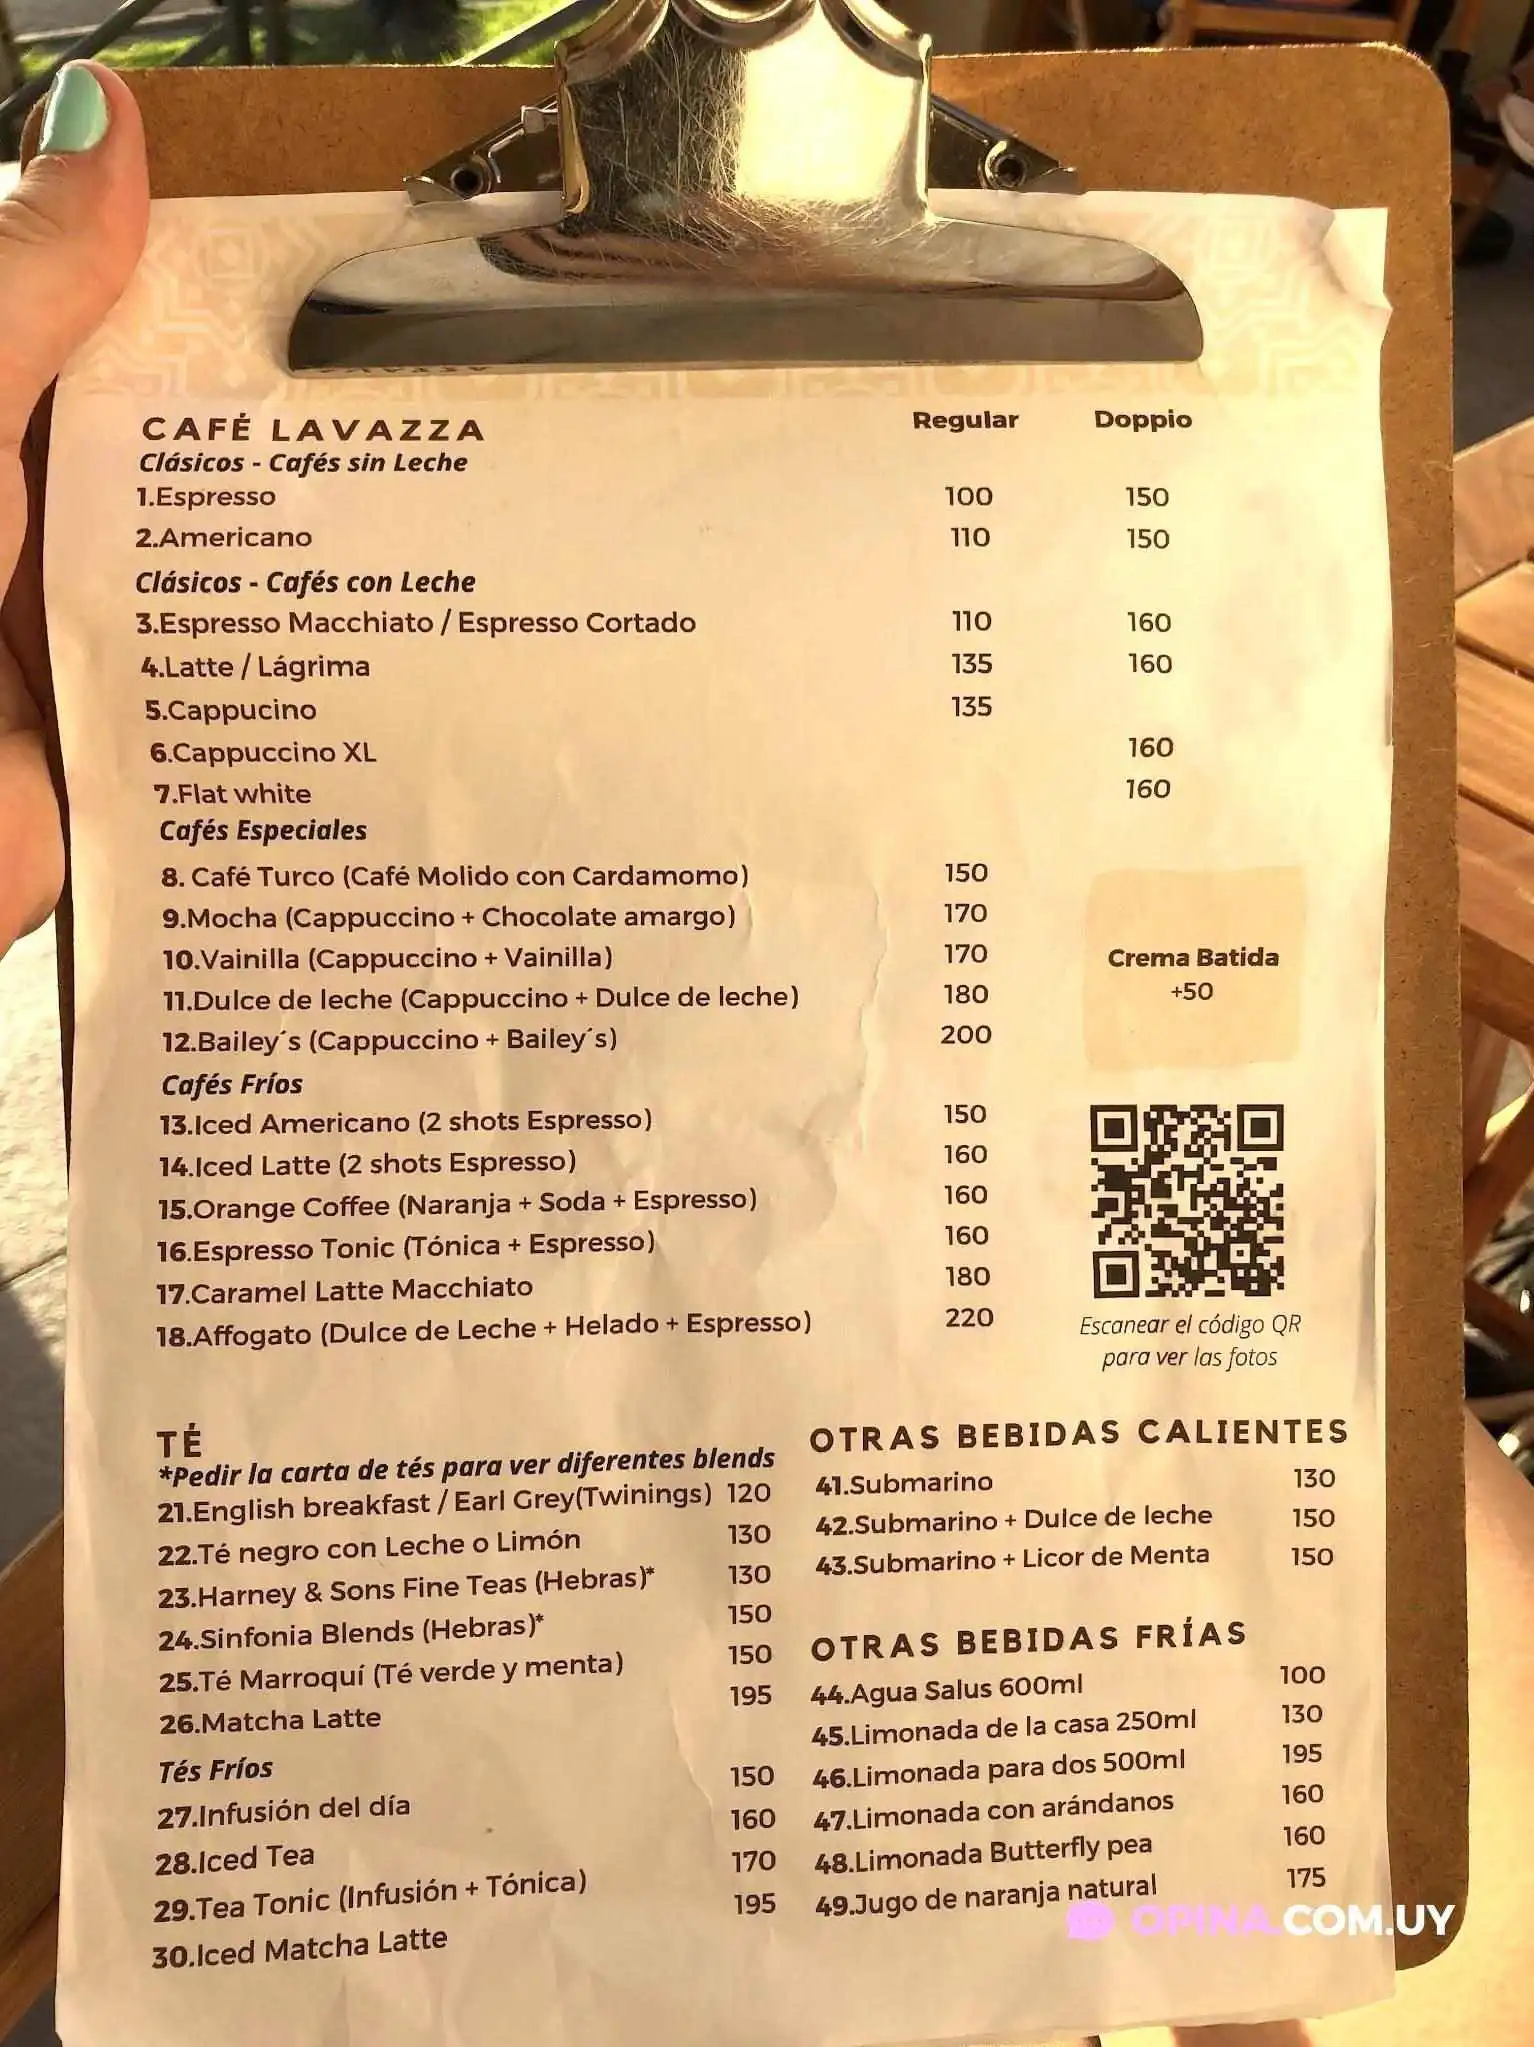 CAFÉ LAVAZZA Regular Doppio
Clásicos - Cafés sin Leche
1.Espresso 100 150
2.Americano 110 150
Clásicos - Cafés con Leche
3.Espresso Macchiato / Espresso Cortado 110 160
4.Latte / Lágrima 135 160
5.Cappucino 135
6.Cappuccino XL 160
7.Flat white 160
Cafés Especiales
8. Café Turco (Café Molido con Cardamomo) 150
9.Mocha (Cappuccino + Chocolate amargo) 170
10.Vainilla (Cappuccino + Vainilla) 170
11.Dulce de leche (Cappuccino + Dulce de leche) 180
12.Bailey´s (Cappuccino + Bailey´s) 200
Crema Batida
+50
Cafés Fríos
13.Iced Americano (2 shots Espresso) 150
14.Iced Latte (2 shots Espresso) 160
15.Orange Coffee (Naranja + Soda + Espresso) 160
16.Espresso Tonic (Tónica + Espresso) 160
17.Caramel Latte Macchiato 180
18.Affogato (Dulce de Leche + Helado + Espresso) 220
Escanear el código QR
para ver las fotos
TÉ
*Pedir la carta de tés para ver diferentes blends
21.English breakfast / Earl Grey(Twinings) 120
22.Té negro con Leche o Limón 130
23.Harney & Sons Fine Teas (Hebras)* 130
24.Sinfonia Blends (Hebras)* 150
25.Té Marroquí (Té verde y menta) 150
26.Matcha Latte 195
Tés Fríos
27.Infusión del día 150
28.Iced Tea 160
29.Tea Tonic (Infusión + Tónica) 170
30.Iced Matcha Latte 195
OTRAS BEBIDAS CALIENTES
41.Submarino 130
42.Submarino + Dulce de leche 150
43.Submarino + Licor de Menta 150
OTRAS BEBIDAS FRÍAS
44.Agua Salus 600ml 100
45.Limonada de la casa 250ml 130
46.Limonada para dos 500ml 195
47.Limonada con arándanos 160
48.Limonada Butterfly pea 160
49.Jugo de naranja natural 175
OPINA.COM.UY